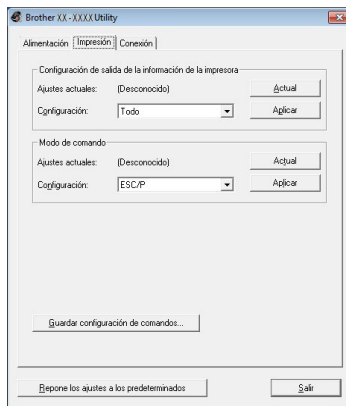 Brother XX-XXXX Utility
Alimentación Impresión Conexión
Configuración de salida de la información de la impresora
Ajustes actuales: (Desconocido) Actual
Configuración: Todo Aplicar
Modo de comando
Ajustes actuales: (Desconocido) Actual
Configuración: ESC/P Aplicar
Guardar configuración de comandos...
Repone los ajustes a los predeterminados Salir